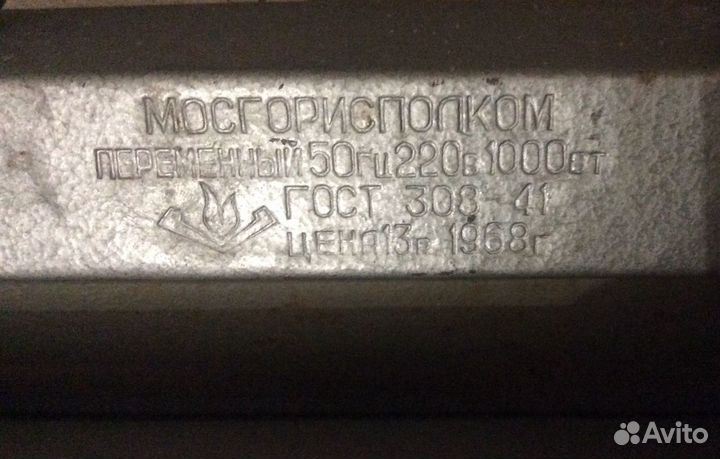 МОСГОРИСПОЛКОМ
ПЕРЕМЕННЫЙ 50ГЦ 220В 1000ВТ
ГОСТ 308-41
ЦЕНА 13р 1968г
Avito